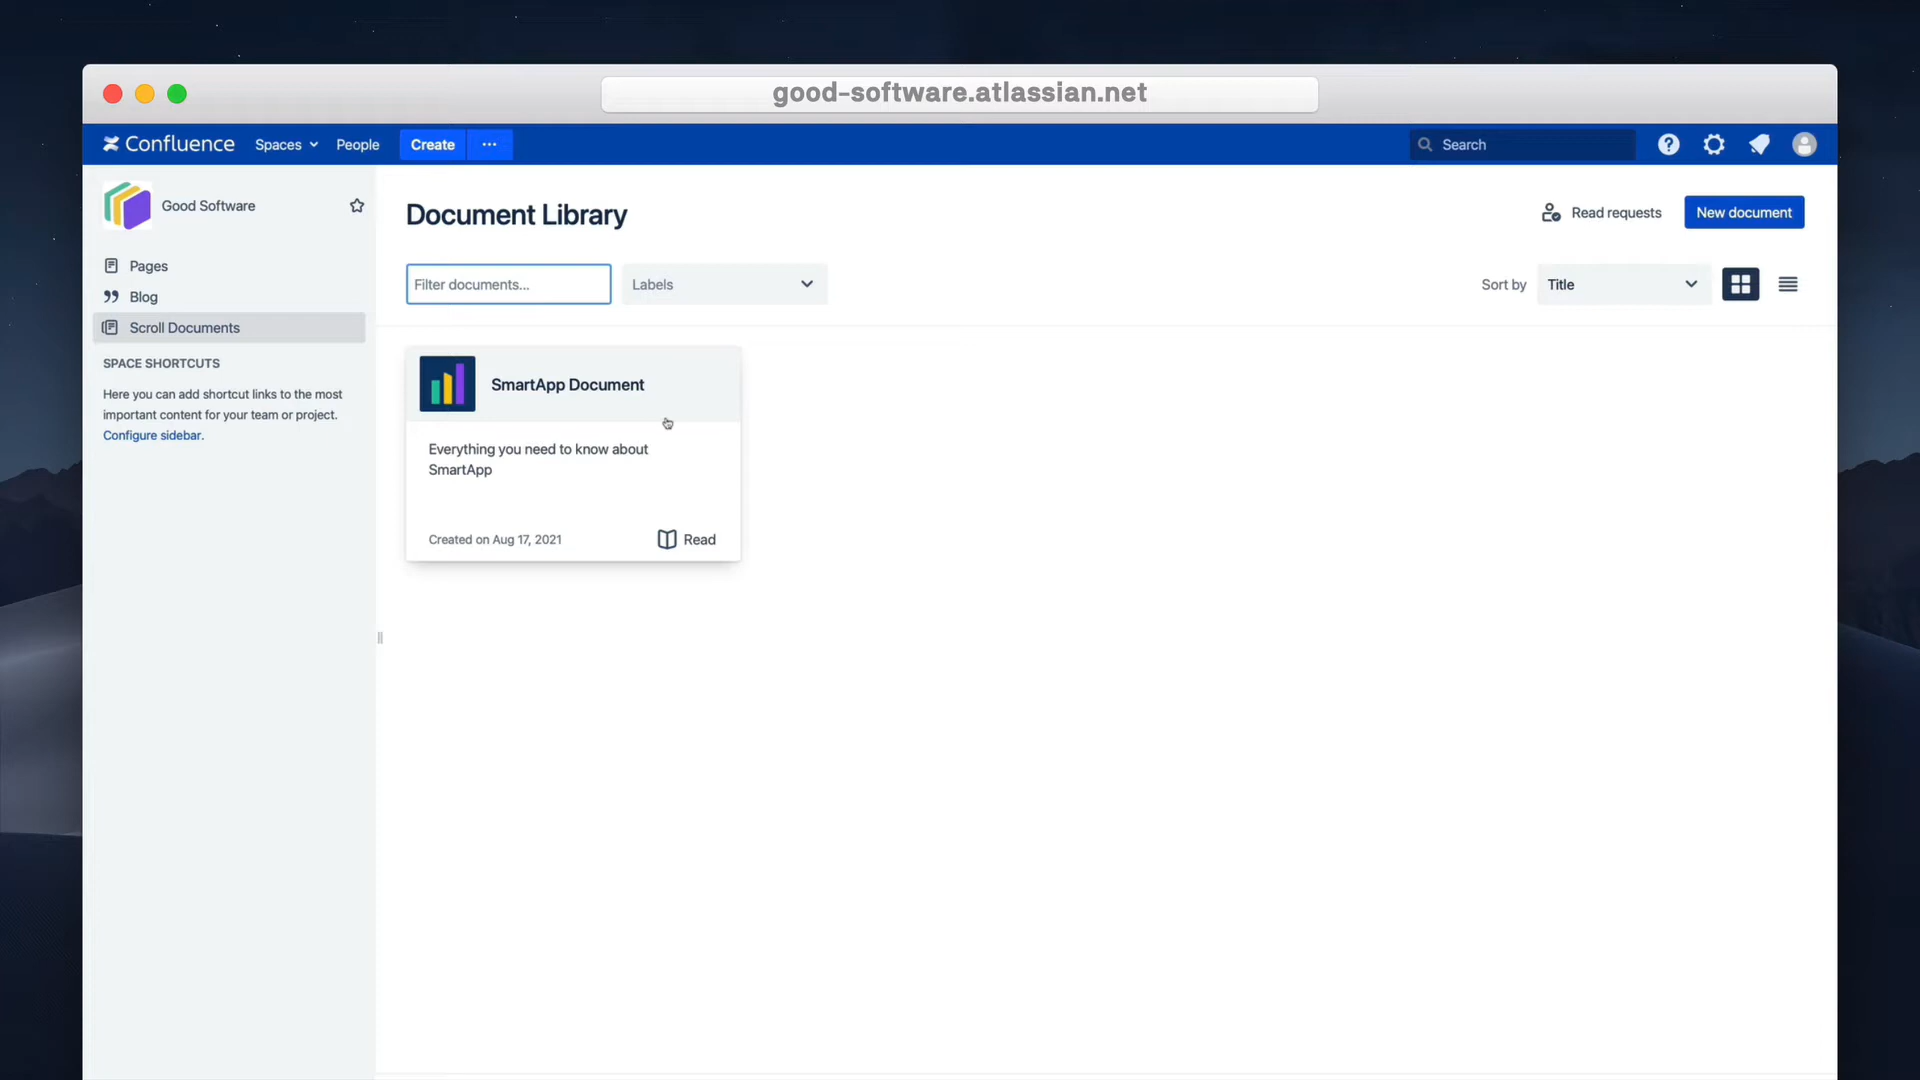 good-software.atlassian.net
Confluence Spaces People Create ... Search
Good Software
Pages
Blog
Scroll Documents
SPACE SHORTCUTS
Here you can add shortcut links to the most
important content for your team or project.
Configure sidebar.
Document Library
Read requests New document
Filter documents... Labels Sort by Title
SmartApp Document
Everything you need to know about
SmartApp
Created on Aug 17, 2021 Read